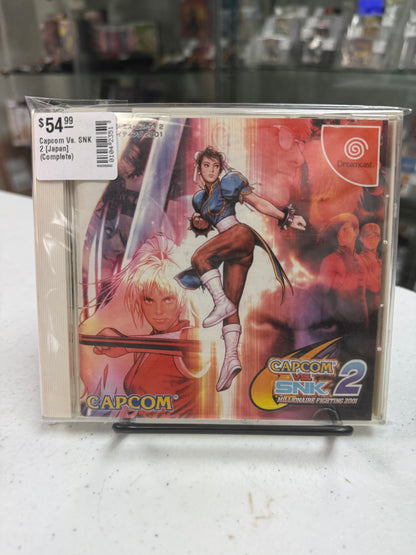 $54.99
Capcom Vs. SNK
2 [Japan]
(Complete)
Dreamcast
CAPCOM
VS.
SNK 2
MILLIONAIRE FIGHTING 2001
CAPCOM